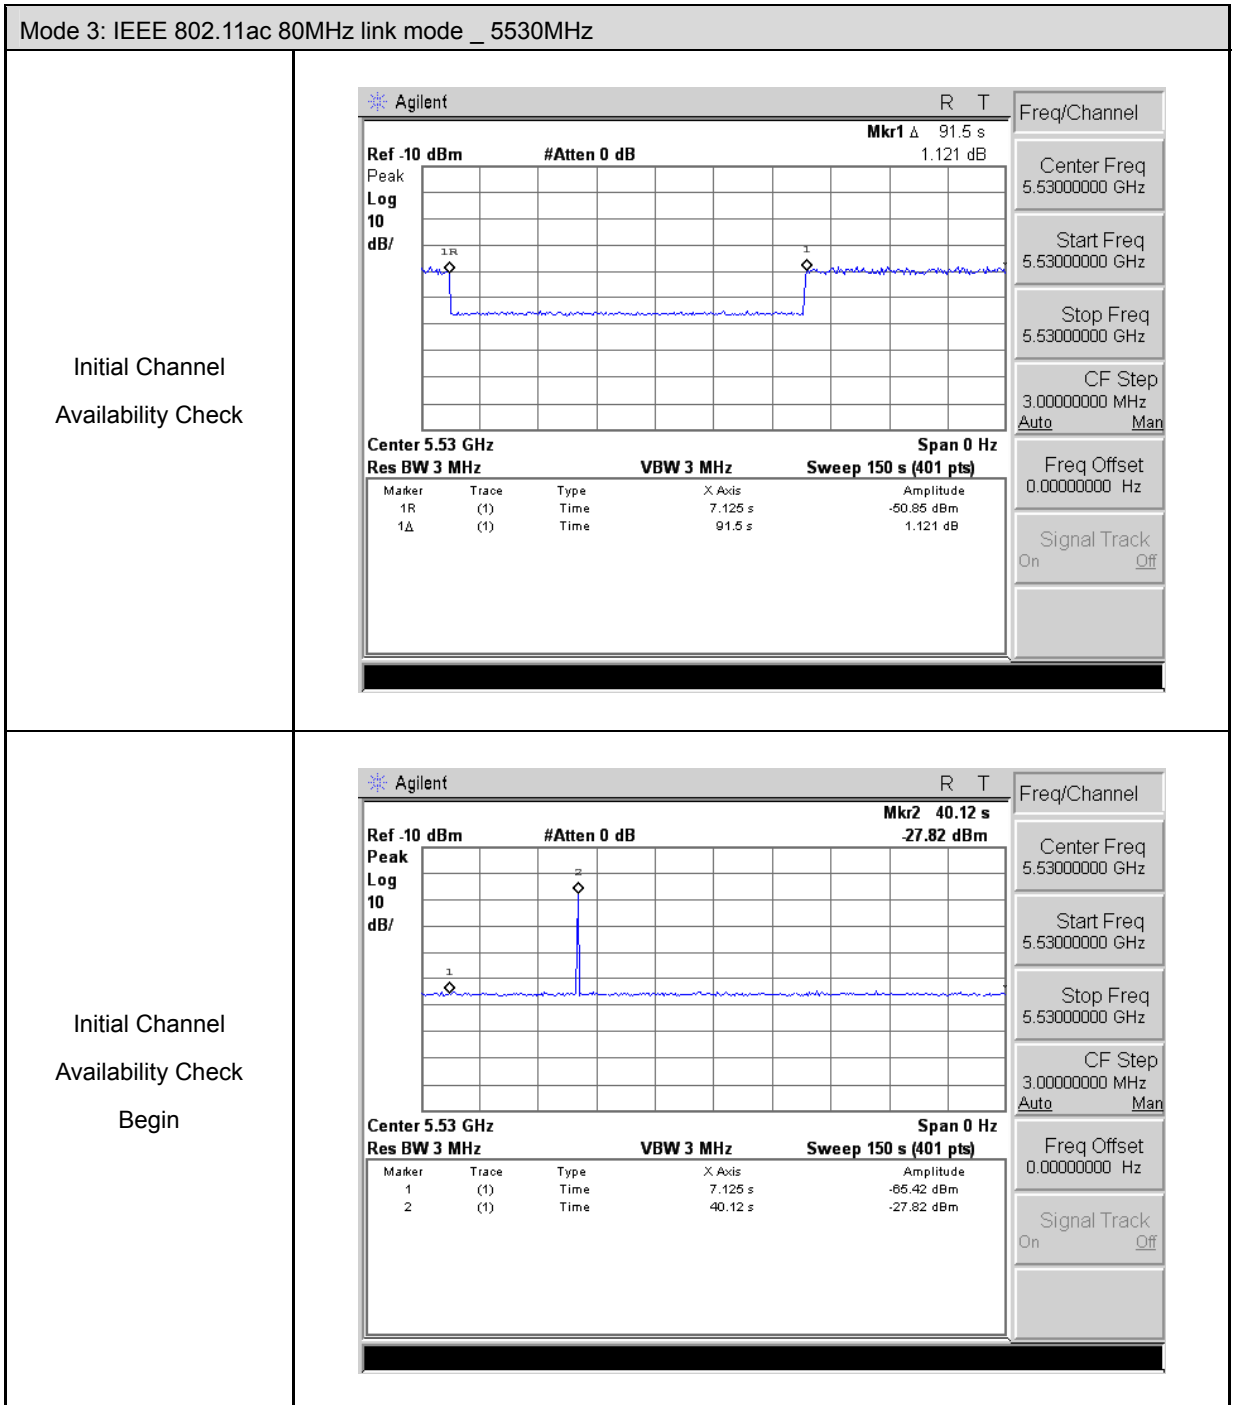 Mode 3: IEEE 802.11ac 80MHz link mode _ 5530MHz
Initial Channel
Availability Check
Agilent R T
Mkr1 Δ 91.5 s
Ref -10 dBm #Atten 0 dB 1.121 dB
Peak
Log
10
dB/
1R
1
Center 5.53 GHz Span 0 Hz
Res BW 3 MHz VBW 3 MHz Sweep 150 s (401 pts)
Marker Trace Type X Axis Amplitude
1R (1) Time 7.125 s -50.85 dBm
1Δ (1) Time 91.5 s 1.121 dB
Freq/Channel
Center Freq
5.53000000 GHz
Start Freq
5.53000000 GHz
Stop Freq
5.53000000 GHz
CF Step
3.00000000 MHz
Auto Man
Freq Offset
0.00000000 Hz
Signal Track
On Off
Initial Channel
Availability Check
Begin
Agilent R T
Mkr2 40.12 s
Ref -10 dBm #Atten 0 dB -27.82 dBm
Peak
Log
10
dB/
2
1
Center 5.53 GHz Span 0 Hz
Res BW 3 MHz VBW 3 MHz Sweep 150 s (401 pts)
Marker Trace Type X Axis Amplitude
1 (1) Time 7.125 s -65.42 dBm
2 (1) Time 40.12 s -27.82 dBm
Freq/Channel
Center Freq
5.53000000 GHz
Start Freq
5.53000000 GHz
Stop Freq
5.53000000 GHz
CF Step
3.00000000 MHz
Auto Man
Freq Offset
0.00000000 Hz
Signal Track
On Off